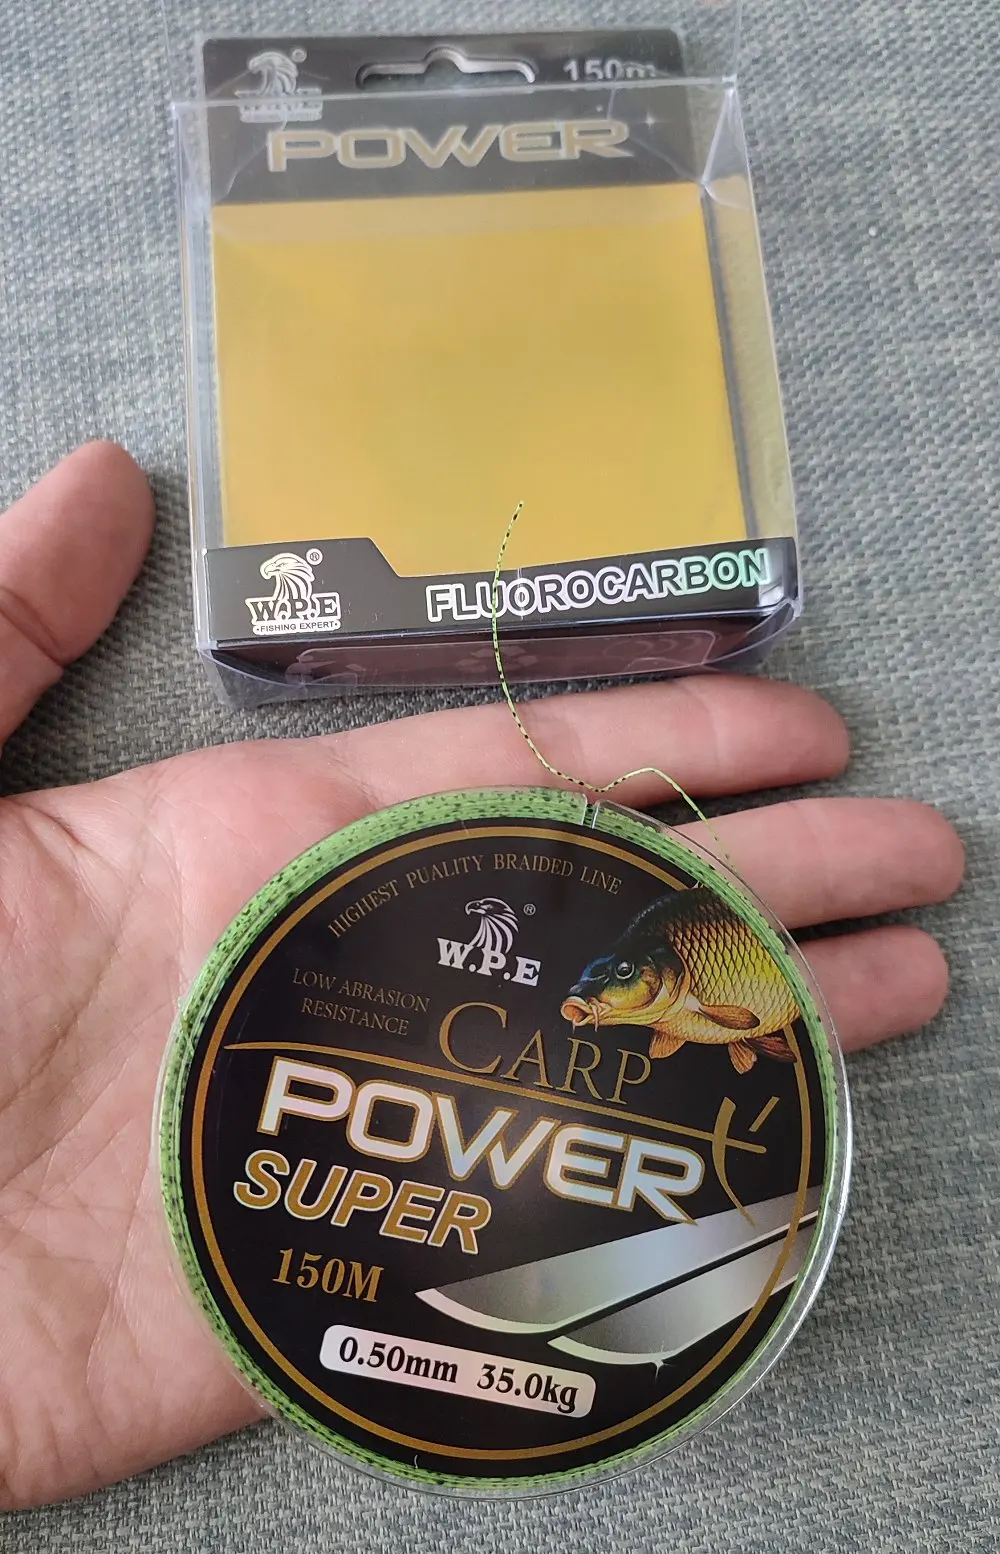 W.P.E
150m
POWER
W.P.E
FISHING EXPERT
FLUOROCARBON
HIGHEST PUALITY BRAIDED LINE
W.P.E
LOW ABRASION
RESISTANCE
CARP
POWER
SUPER
150M
0.50mm 35.0kg